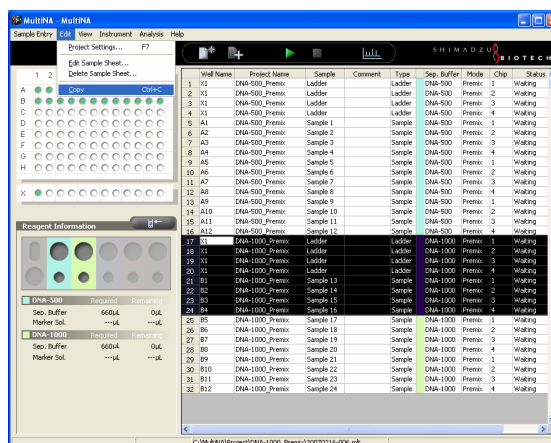 MultiNA - MultiNA
Sample Entry Edit View Instrument Analysis Help
Project Settings... F7
Edit Sample Sheet...
Delete Sample Sheet...
Copy Ctrl+C
SHIMADZU
BIOTECH
1 2
A
B
C
D
E
F
G
H
X
Reagent Information
DNA-500 Required Remaining
Sep. Buffer 660µL 0µL
Marker Sol. ---µL ---µL
DNA-1000 Required Remaining
Sep. Buffer 660µL 0µL
Marker Sol. ---µL ---µL
Well Name Project Name Sample Comment Type Sep. Buffer Mode Chip Status
1 X1 DNA-500_Premix Ladder Ladder DNA-500 Premix 1 Waiting
2 X1 DNA-500_Premix Ladder Ladder DNA-500 Premix 2 Waiting
3 X1 DNA-500_Premix Ladder Ladder DNA-500 Premix 3 Waiting
4 X1 DNA-500_Premix Ladder Ladder DNA-500 Premix 4 Waiting
5 A1 DNA-500_Premix Sample 1 Sample DNA-500 Premix 1 Waiting
6 A2 DNA-500_Premix Sample 2 Sample DNA-500 Premix 2 Waiting
7 A3 DNA-500_Premix Sample 3 Sample DNA-500 Premix 3 Waiting
8 A4 DNA-500_Premix Sample 4 Sample DNA-500 Premix 4 Waiting
9 A5 DNA-500_Premix Sample 5 Sample DNA-500 Premix 1 Waiting
10 A6 DNA-500_Premix Sample 6 Sample DNA-500 Premix 2 Waiting
11 A7 DNA-500_Premix Sample 7 Sample DNA-500 Premix 3 Waiting
12 A8 DNA-500_Premix Sample 8 Sample DNA-500 Premix 4 Waiting
13 A9 DNA-500_Premix Sample 9 Sample DNA-500 Premix 1 Waiting
14 A10 DNA-500_Premix Sample 10 Sample DNA-500 Premix 2 Waiting
15 A11 DNA-500_Premix Sample 11 Sample DNA-500 Premix 3 Waiting
16 A12 DNA-500_Premix Sample 12 Sample DNA-500 Premix 4 Waiting
17 X1 DNA-1000_Premix Ladder Ladder DNA-1000 Premix 1 Waiting
18 X1 DNA-1000_Premix Ladder Ladder DNA-1000 Premix 2 Waiting
19 X1 DNA-1000_Premix Ladder Ladder DNA-1000 Premix 3 Waiting
20 X1 DNA-1000_Premix Ladder Ladder DNA-1000 Premix 4 Waiting
21 B1 DNA-1000_Premix Sample 13 Sample DNA-1000 Premix 1 Waiting
22 B2 DNA-1000_Premix Sample 14 Sample DNA-1000 Premix 2 Waiting
23 B3 DNA-1000_Premix Sample 15 Sample DNA-1000 Premix 3 Waiting
24 B4 DNA-1000_Premix Sample 16 Sample DNA-1000 Premix 4 Waiting
25 B5 DNA-1000_Premix Sample 17 Sample DNA-1000 Premix 1 Waiting
26 B6 DNA-1000_Premix Sample 18 Sample DNA-1000 Premix 2 Waiting
27 B7 DNA-1000_Premix Sample 19 Sample DNA-1000 Premix 3 Waiting
28 B8 DNA-1000_Premix Sample 20 Sample DNA-1000 Premix 4 Waiting
29 B9 DNA-1000_Premix Sample 21 Sample DNA-1000 Premix 1 Waiting
30 B10 DNA-1000_Premix Sample 22 Sample DNA-1000 Premix 2 Waiting
31 B11 DNA-1000_Premix Sample 23 Sample DNA-1000 Premix 3 Waiting
32 B12 DNA-1000_Premix Sample 24 Sample DNA-1000 Premix 4 Waiting
C:\MultiNA\Project\DNA-1000_Premix\20070216-006.mlt